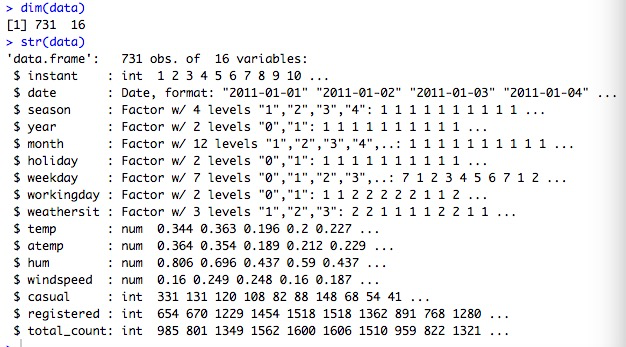 > dim(data)
[1] 731  16
> str(data)
'data.frame':   731 obs. of  16 variables:
 $ instant    : int  1 2 3 4 5 6 7 8 9 10 ...
 $ date       : Date, format: "2011-01-01" "2011-01-02" "2011-01-03" "2011-01-04" ...
 $ season     : Factor w/ 4 levels "1","2","3","4": 1 1 1 1 1 1 1 1 1 1 ...
 $ year       : Factor w/ 2 levels "0","1": 1 1 1 1 1 1 1 1 1 1 ...
 $ month      : Factor w/ 12 levels "1","2","3","4",..: 1 1 1 1 1 1 1 1 1 1 ...
 $ holiday    : Factor w/ 2 levels "0","1": 1 1 1 1 1 1 1 1 1 1 ...
 $ weekday    : Factor w/ 7 levels "0","1","2","3",..: 7 1 2 3 4 5 6 7 1 2 ...
 $ workingday : Factor w/ 2 levels "0","1": 1 1 2 2 2 2 2 1 1 2 ...
 $ weathersit : Factor w/ 3 levels "1","2","3": 2 2 1 1 1 1 2 2 1 1 ...
 $ temp       : num  0.344 0.363 0.196 0.2 0.227 ...
 $ atemp      : num  0.364 0.354 0.189 0.212 0.229 ...
 $ hum        : num  0.806 0.696 0.437 0.59 0.437 ...
 $ windspeed  : num  0.16 0.249 0.248 0.16 0.187 ...
 $ casual     : int  331 131 120 108 82 88 148 68 54 41 ...
 $ registered : int  654 670 1229 1454 1518 1518 1362 891 768 1280 ...
 $ total_count: int  985 801 1349 1562 1600 1606 1510 959 822 1321 ...
>